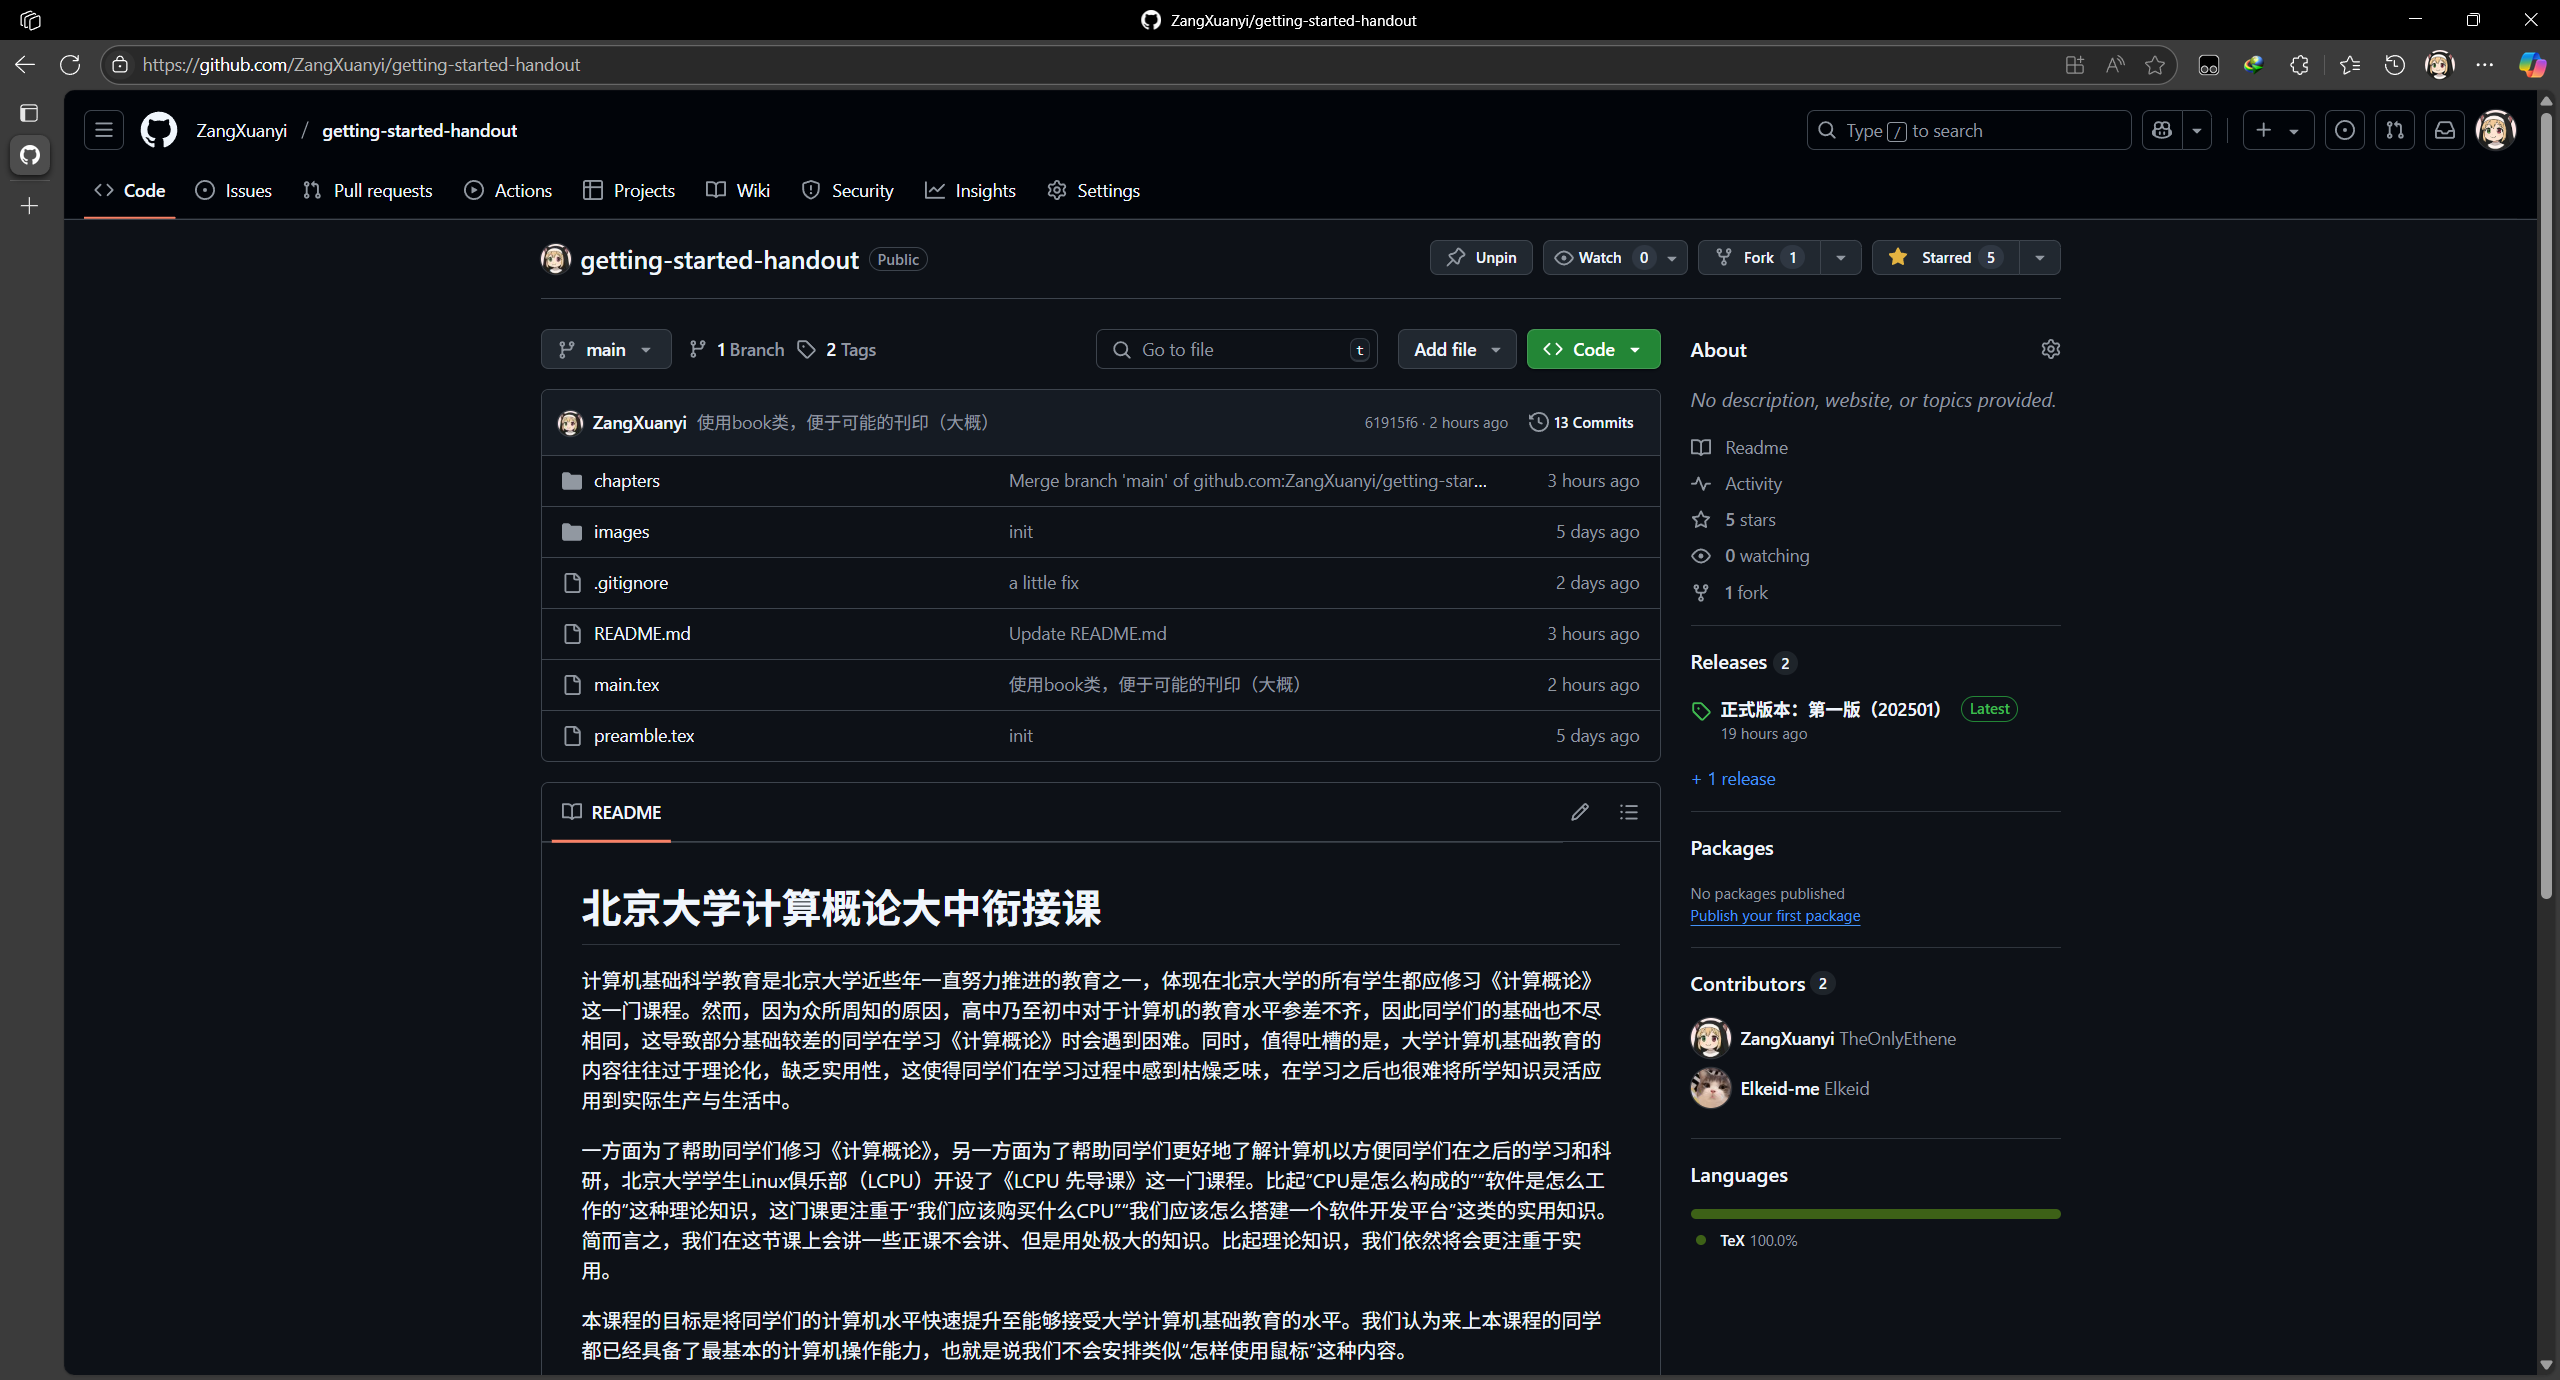 ZangXuanyi/getting-started-handout
https://github.com/ZangXuanyi/getting-started-handout
ZangXuanyi / getting-started-handout
Type / to search
Code Issues Pull requests Actions Projects Wiki Security Insights Settings
getting-started-handout Public
Unpin Watch 0 Fork 1 Starred 5
main 1 Branch 2 Tags Go to file t Add file Code
ZangXuanyi 使用book类，便于可能的刊印（大概） 61915f6 · 2 hours ago 13 Commits
chapters Merge branch 'main' of github.com:ZangXuanyi/getting-star... 3 hours ago
images init 5 days ago
.gitignore a little fix 2 days ago
README.md Update README.md 3 hours ago
main.tex 使用book类，便于可能的刊印（大概） 2 hours ago
preamble.tex init 5 days ago
README
北京大学计算概论大中衔接课
计算机基础科学教育是北京大学近些年一直努力推进的教育之一，体现在北京大学的所有学生都应修习《计算概论》
这一门课程。然而，因为众所周知的原因，高中乃至初中对于计算机的教育水平参差不齐，因此同学们的基础也不尽
相同，这导致部分基础较差的同学在学习《计算概论》时会遇到困难。同时，值得吐槽的是，大学计算机基础教育的
内容往往过于理论化，缺乏实用性，这使得同学们在学习过程中感到枯燥乏味，在学习之后也很难将所学知识灵活应
用到实际生产与生活中。
一方面为了帮助同学们修习《计算概论》，另一方面为了帮助同学们更好地了解计算机以方便同学们在之后的学习和科
研，北京大学学生Linux俱乐部（LCPU）开设了《LCPU 先导课》这一门课程。比起“CPU是怎么构成的”“软件是怎么工
作的”这种理论知识，这门课更注重于“我们应该购买什么CPU”“我们应该怎么搭建一个软件开发平台”这类的实用知识。
简而言之，我们在这节课上会讲一些正课不会讲、但是用处极大的知识。比起理论知识，我们依然将会更注重于实
用。
本课程的目标是将同学们的计算机水平快速提升至能够接受大学计算机基础教育的水平。我们认为来上本课程的同学
都已经具备了最基本的计算机操作能力，也就是说我们不会安排类似“怎样使用鼠标”这种内容。
About
No description, website, or topics provided.
Readme
Activity
5 stars
0 watching
1 fork
Releases 2
正式版本：第一版（202501） Latest
19 hours ago
+ 1 release
Packages
No packages published
Publish your first package
Contributors 2
ZangXuanyi TheOnlyEthene
Elkeid-me Elkeid
Languages
TeX 100.0%